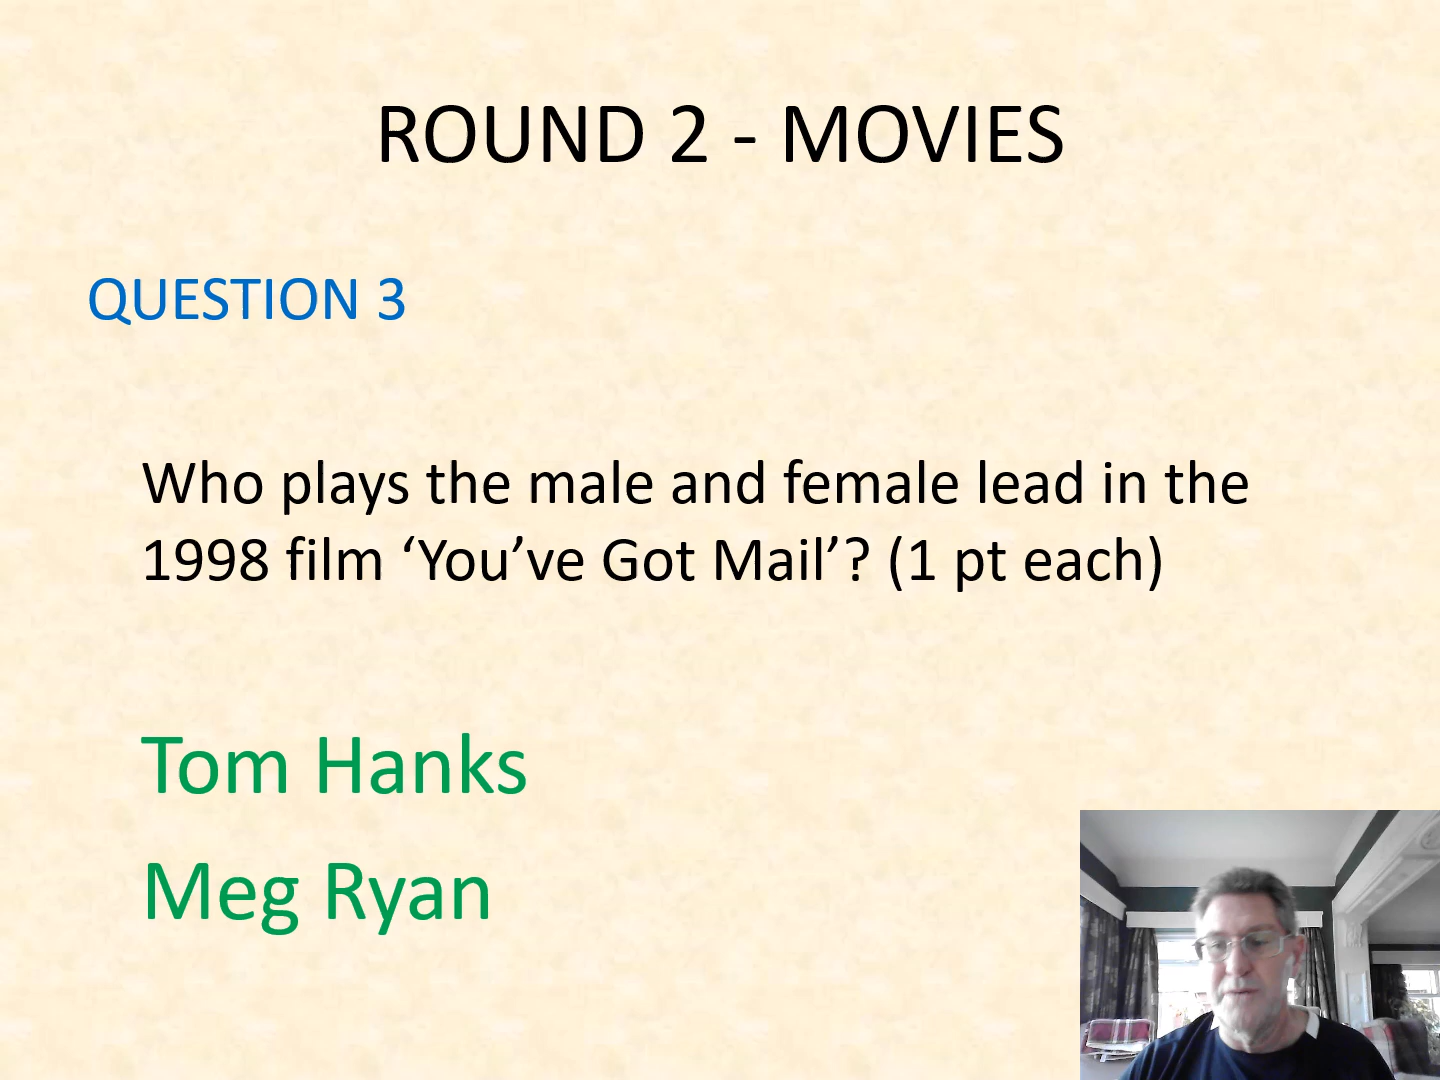 ROUND 2 - MOVIES
QUESTION 3
Who plays the male and female lead in the
1998 film ‘You’ve Got Mail’? (1 pt each)
Tom Hanks
Meg Ryan